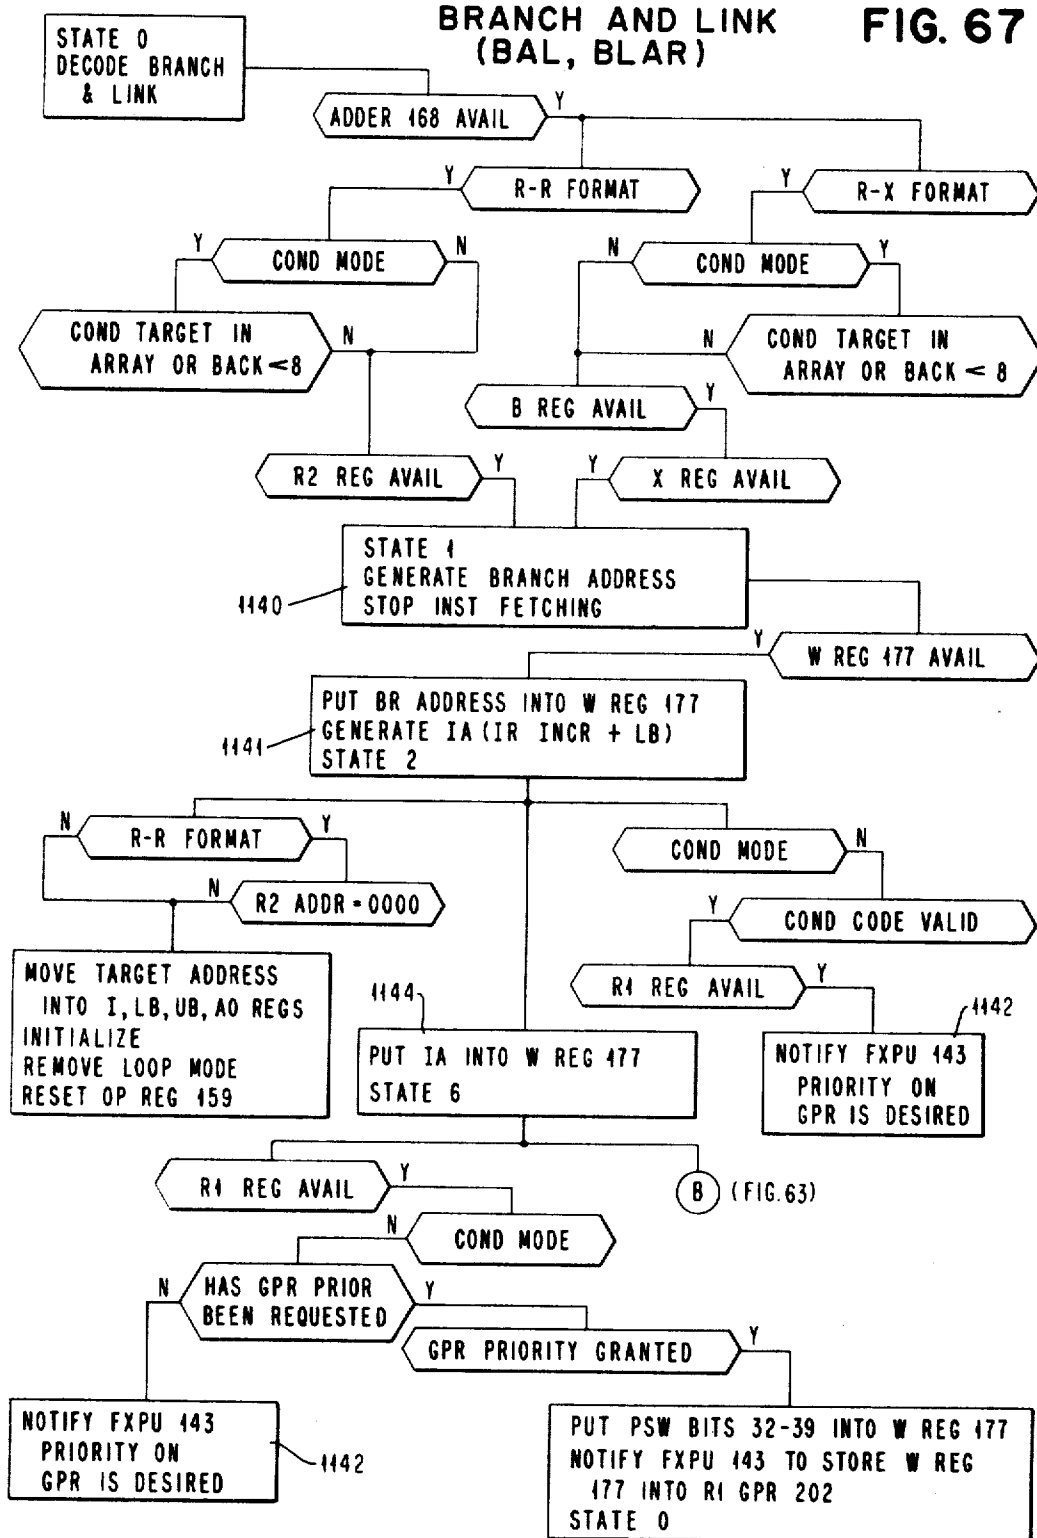 BRANCH AND LINK
(BAL, BLAR)
FIG. 67
STATE 0
DECODE BRANCH
& LINK
ADDER 168 AVAIL
Y
Y
R-R FORMAT
Y
R-X FORMAT
Y
COND MODE
N
N
COND MODE
Y
COND TARGET IN
ARRAY OR BACK < 8
N
N
COND TARGET IN
ARRAY OR BACK < 8
B REG AVAIL
Y
R2 REG AVAIL
Y
Y
X REG AVAIL
STATE 1
GENERATE BRANCH ADDRESS
STOP INST FETCHING
1140
Y
W REG 177 AVAIL
PUT BR ADDRESS INTO W REG 177
GENERATE IA (IR INCR + LB)
STATE 2
1141
N
R-R FORMAT
Y
COND MODE
N
N
R2 ADDR = 0000
Y
COND CODE VALID
MOVE TARGET ADDRESS
INTO I, LB, UB, AO REGS
INITIALIZE
REMOVE LOOP MODE
RESET OP REG 159
R1 REG AVAIL
Y
1144
1142
PUT IA INTO W REG 177
STATE 6
NOTIFY FXPU 143
PRIORITY ON
GPR IS DESIRED
R1 REG AVAIL
Y
B
(FIG. 63)
N
COND MODE
N
HAS GPR PRIOR
BEEN REQUESTED
Y
GPR PRIORITY GRANTED
Y
NOTIFY FXPU 143
PRIORITY ON
GPR IS DESIRED
1142
PUT PSW BITS 32-39 INTO W REG 177
NOTIFY FXPU 143 TO STORE W REG
177 INTO R1 GPR 202
STATE 0